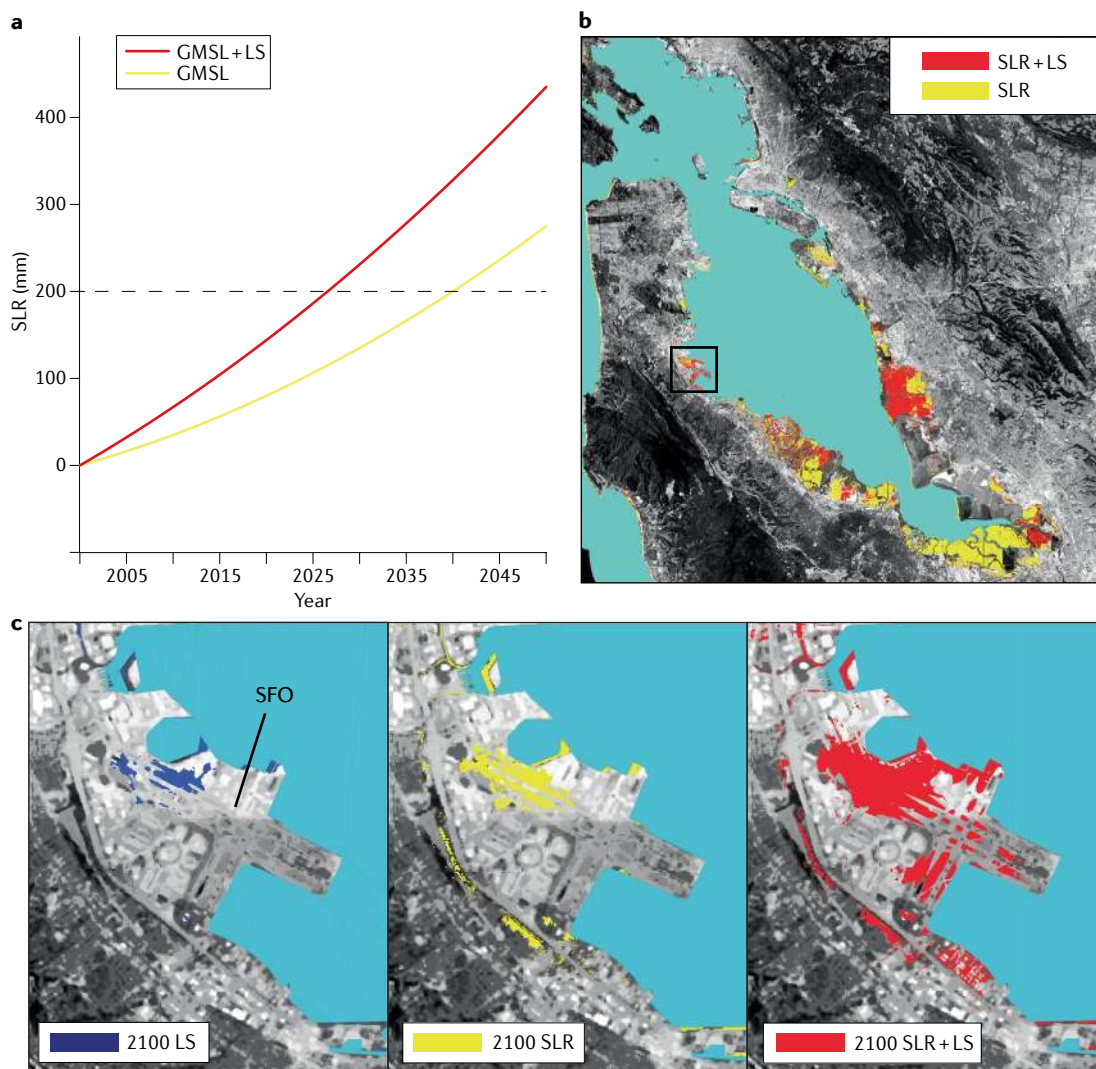 a
GMSL + LS
GMSL
400
300
200
100
0
SLR (mm)
2005
2015
2025
2035
2045
Year
b
SLR + LS
SLR
c
SFO
2100 LS
2100 SLR
2100 SLR + LS